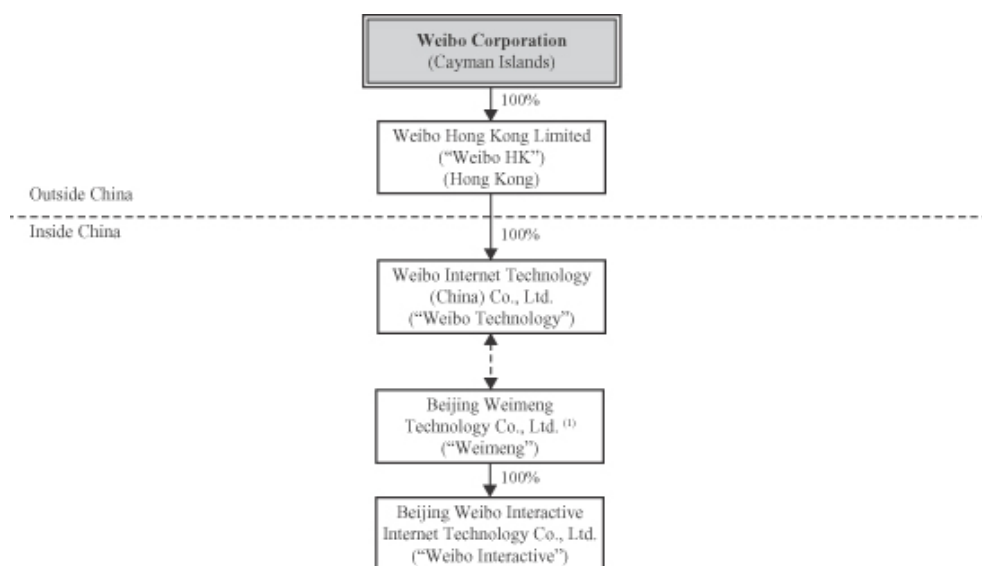 Weibo Corporation
(Cayman Islands)
100%
Weibo Hong Kong Limited
(“Weibo HK”)
(Hong Kong)
Outside China
Inside China
100%
Weibo Internet Technology
(China) Co., Ltd.
(“Weibo Technology”)
Beijing Weimeng
Technology Co., Ltd. (1)
(“Weimeng”)
100%
Beijing Weibo Interactive
Internet Technology Co., Ltd.
(“Weibo Interactive”)